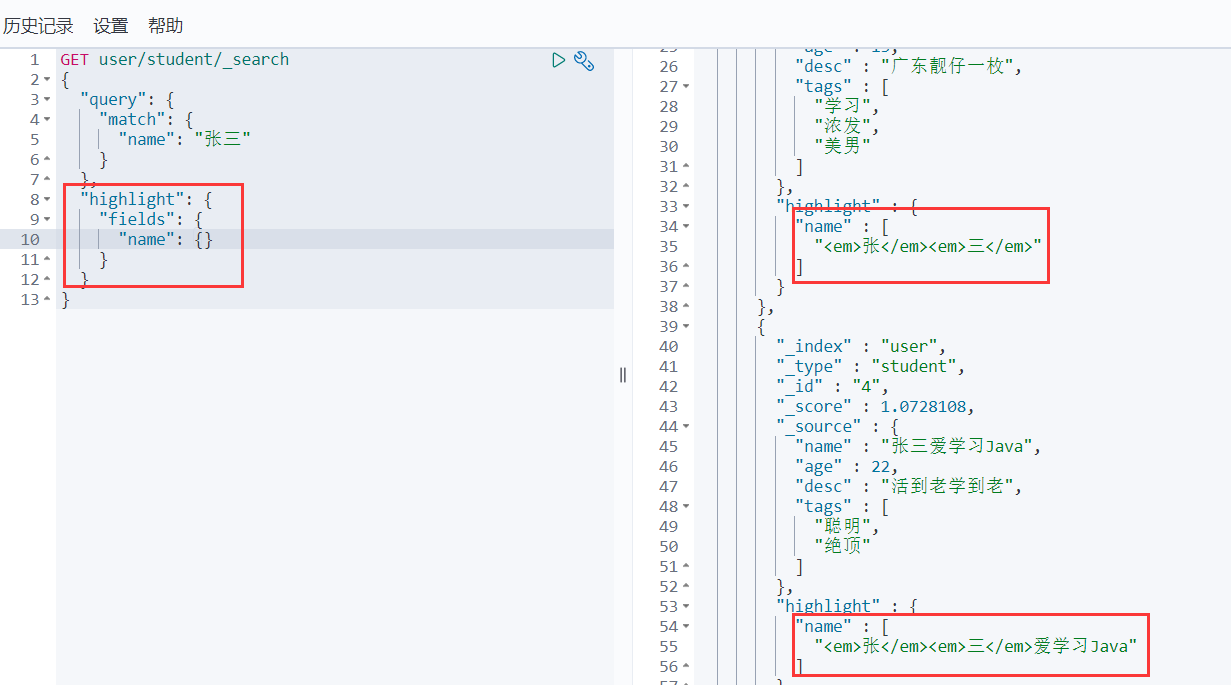 历史记录 设置 帮助
1 GET user/student/_search
2 {
3 "query": {
4 "match": {
5 "name": "张三"
6 }
7 },
8 "highlight": {
9 "fields": {
10 "name": {}
11 }
12 }
13 }
26 "desc" : "广东靓仔一枚",
27 "tags" : [
28 "学习",
29 "浓发",
30 "美男"
31 ]
32 },
33 "highlight" : {
34 "name" : [
35 "<em>张</em><em>三</em>"
36 ]
37 }
38 },
39 {
40 "_index" : "user",
41 "_type" : "student",
42 "_id" : "4",
43 "_score" : 1.0728108,
44 "_source" : {
45 "name" : "张三爱学习Java",
46 "age" : 22,
47 "desc" : "活到老学到老",
48 "tags" : [
49 "聪明",
50 "绝顶"
51 ]
52 },
53 "highlight" : {
54 "name" : [
55 "<em>张</em><em>三</em>爱学习Java"
56 ]